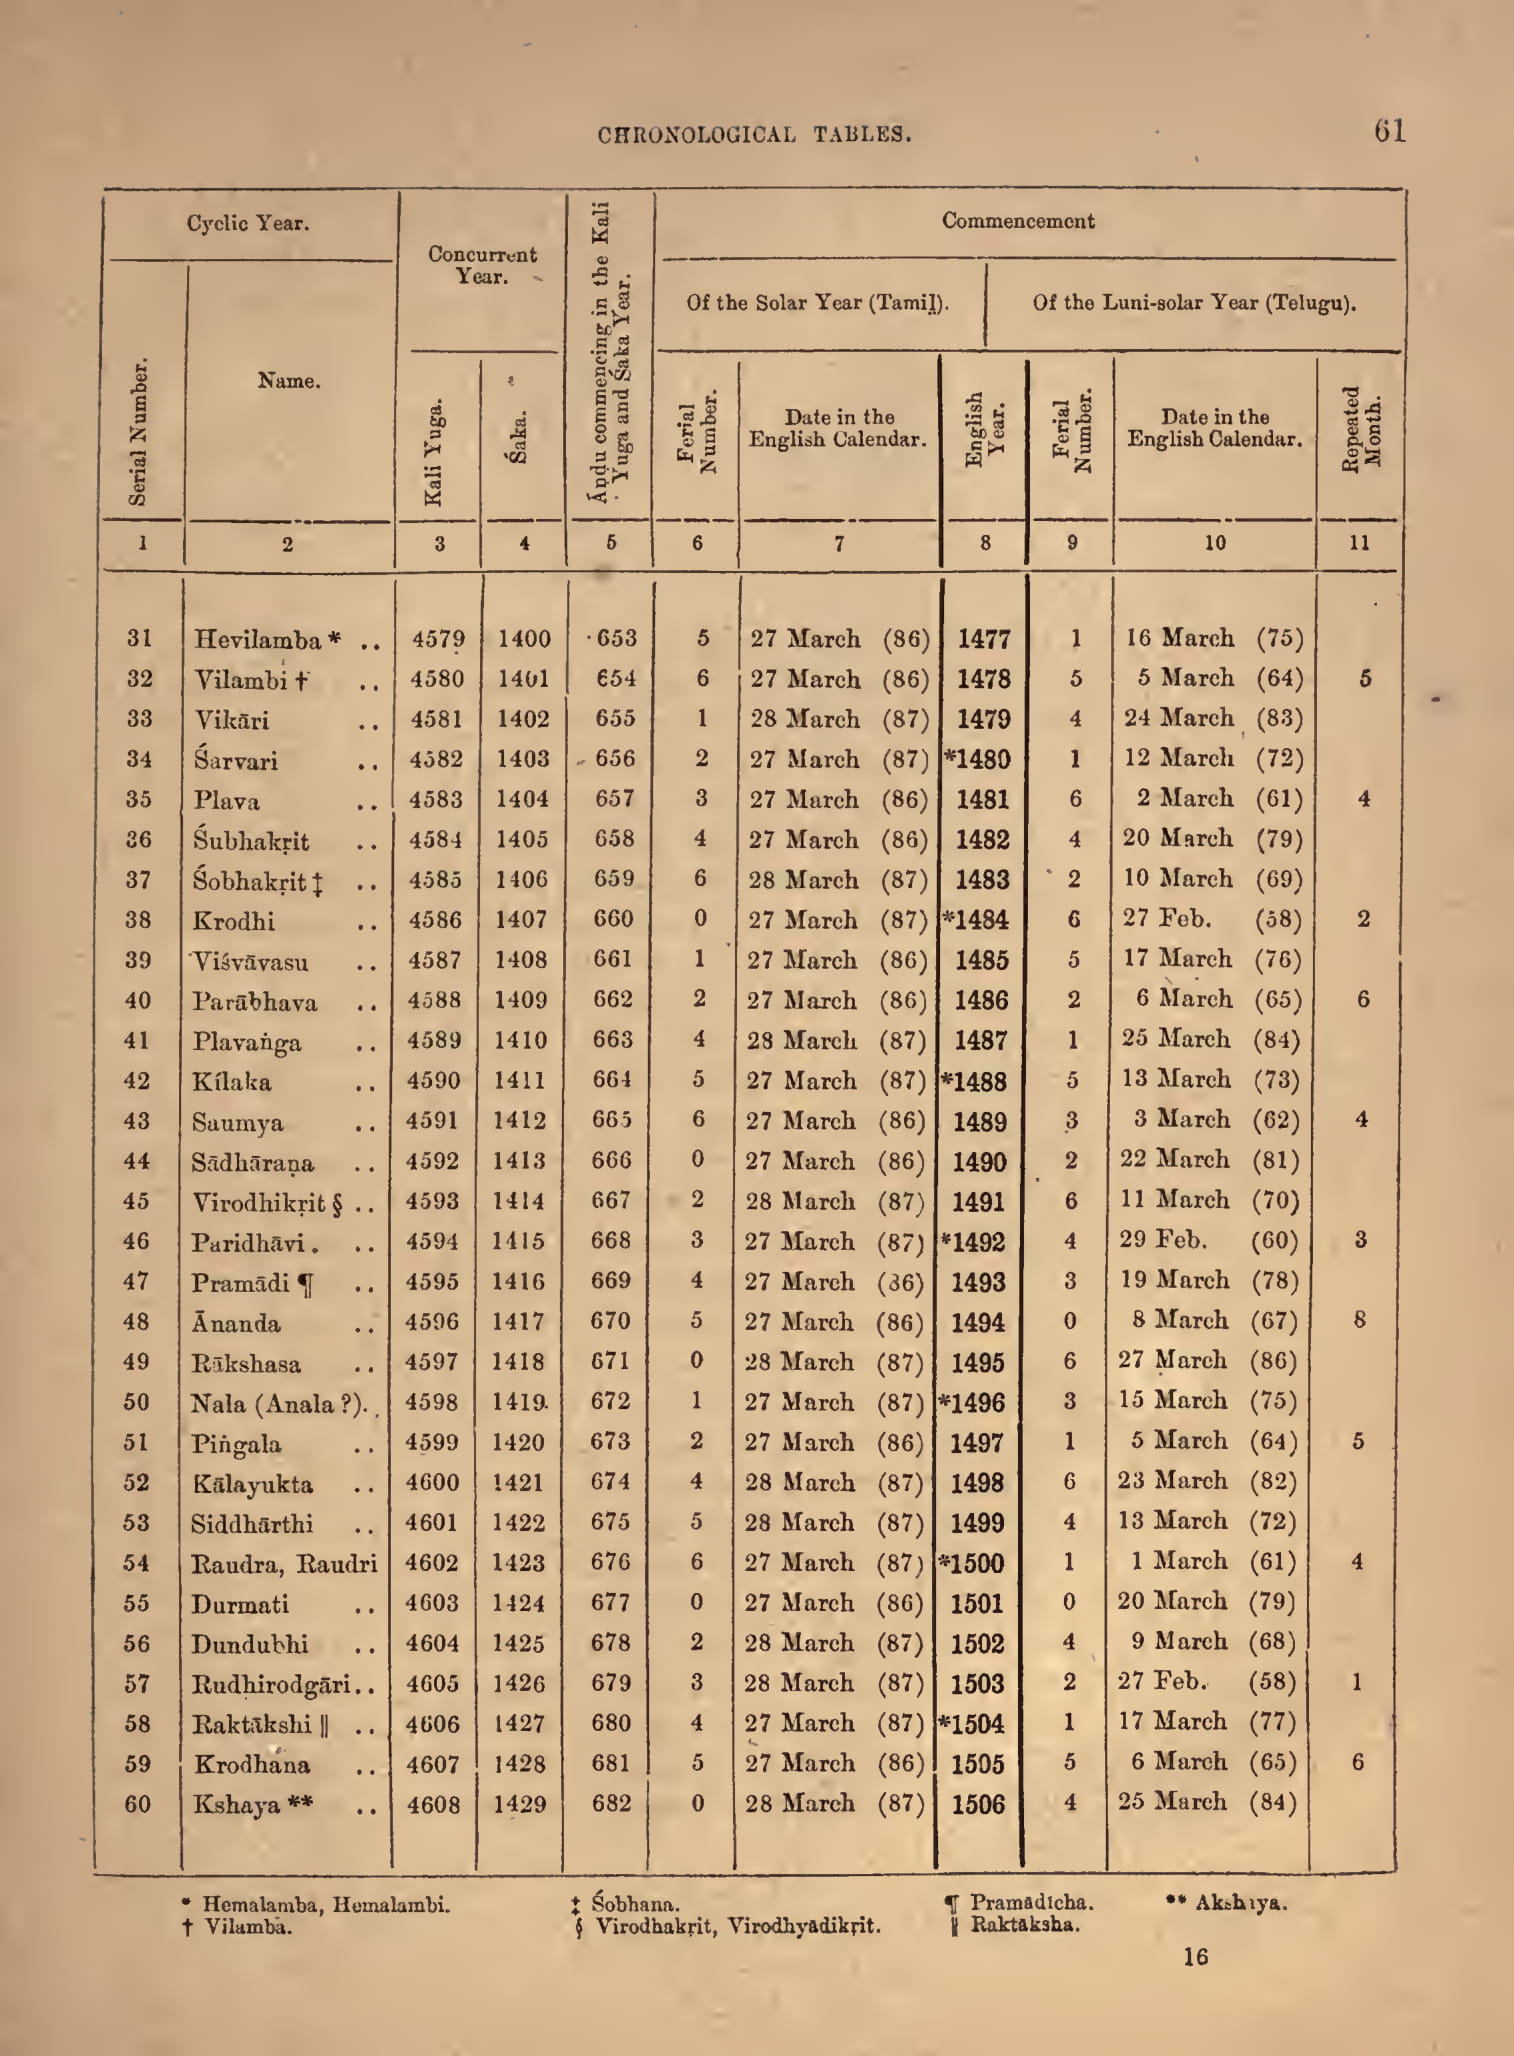 CHRONOLOGICAL TABLES. 61
Cyclic Year.
Concurrent Year.
Āṇḍu commencing in the Kali Yuga and Śaka Year.
Commencement
Of the Solar Year (Tamiḻ). Of the Luni-solar Year (Telugu).
Serial Number. Name. Kali Yuga. Śaka. Ferial Number. Date in the English Calendar. English Year. Ferial Number. Date in the English Calendar. Repeated Month.
1 2 3 4 5 6 7 8 9 10 11
31 Hevilamba * .. 4579 1400 653 5 27 March (86) 1477 1 16 March (75)
32 Vilambi † .. 4580 1401 654 6 27 March (86) 1478 5 5 March (64) 5
33 Vikāri .. 4581 1402 655 1 28 March (87) 1479 4 24 March (83)
34 Śarvari .. 4582 1403 656 2 27 March (87) *1480 1 12 March (72)
35 Plava .. 4583 1404 657 3 27 March (86) 1481 6 2 March (61) 4
36 Śubhakṛit .. 4584 1405 658 4 27 March (86) 1482 4 20 March (79)
37 Śobhakṛit ‡ .. 4585 1406 659 6 28 March (87) 1483 2 10 March (69)
38 Krodhi .. 4586 1407 660 0 27 March (87) *1484 6 27 Feb. (58) 2
39 Viśvāvasu .. 4587 1408 661 1 27 March (86) 1485 5 17 March (76)
40 Parābhava .. 4588 1409 662 2 27 March (86) 1486 2 6 March (65) 6
41 Plavaṅga .. 4589 1410 663 4 28 March (87) 1487 1 25 March (84)
42 Kílaka .. 4590 1411 664 5 27 March (87) *1488 5 13 March (73)
43 Saumya .. 4591 1412 665 6 27 March (86) 1489 3 3 March (62) 4
44 Sādhāraṇa .. 4592 1413 666 0 27 March (86) 1490 2 22 March (81)
45 Virodhikṛit § .. 4593 1414 667 2 28 March (87) 1491 6 11 March (70)
46 Paridhāvi . .. 4594 1415 668 3 27 March (87) *1492 4 29 Feb. (60) 3
47 Pramādi ¶ .. 4595 1416 669 4 27 March (86) 1493 3 19 March (78)
48 Ānanda .. 4596 1417 670 5 27 March (86) 1494 0 8 March (67) 8
49 Rākshasa .. 4597 1418 671 0 28 March (87) 1495 6 27 March (86)
50 Nala (Anala ?). . 4598 1419 672 1 27 March (87) *1496 3 15 March (75)
51 Piṅgala .. 4599 1420 673 2 27 March (86) 1497 1 5 March (64) 5
52 Kālayukta .. 4600 1421 674 4 28 March (87) 1498 6 23 March (82)
53 Siddhārthi .. 4601 1422 675 5 28 March (87) 1499 4 13 March (72)
54 Raudra, Raudri 4602 1423 676 6 27 March (87) *1500 1 1 March (61) 4
55 Durmati .. 4603 1424 677 0 27 March (86) 1501 0 20 March (79)
56 Dundubhi .. 4604 1425 678 2 28 March (87) 1502 4 9 March (68)
57 Rudhirodgāri .. 4605 1426 679 3 28 March (87) 1503 2 27 Feb. (58) 1
58 Raktākshi ‖ .. 4606 1427 680 4 27 March (87) *1504 1 17 March (77)
59 Krodhana .. 4607 1428 681 5 27 March (86) 1505 5 6 March (65) 6
60 Kshaya ** .. 4608 1429 682 0 28 March (87) 1506 4 25 March (84)
* Hemalamba, Hemalambi. ‡ Śobhana. ¶ Pramādicha. ** Akshaya.
† Vilamba. § Virodhakṛit, Virodhyādikṛit. ‖ Raktāksha.
16